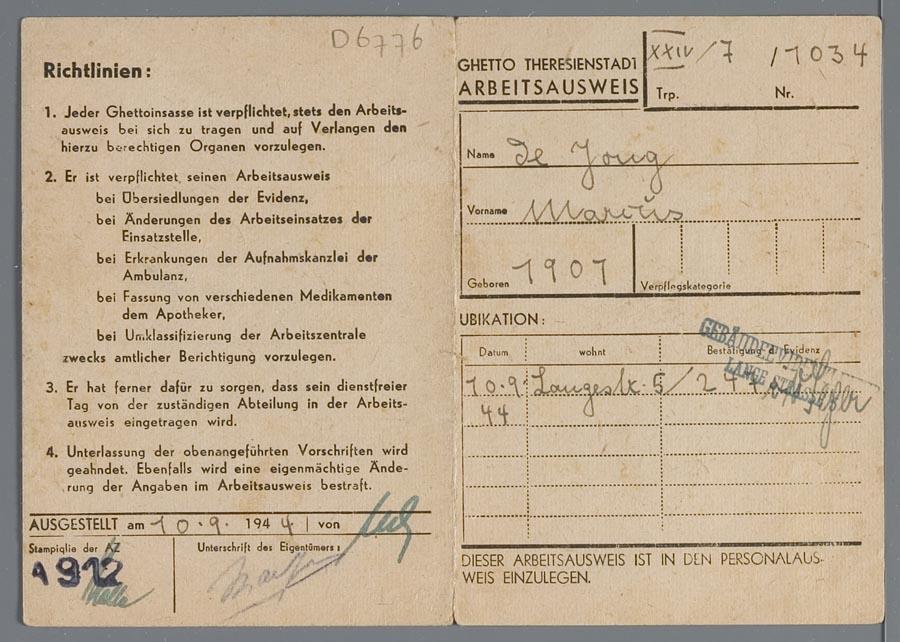 D6776
Richtlinien:
1. Jeder Ghettoinsasse ist verpflichtet, stets den Arbeits-
ausweis bei sich zu tragen und auf Verlangen den
hierzu berechtigen Organen vorzulegen.
2. Er ist verpflichtet, seinen Arbeitsausweis
bei Übersiedlungen der Evidenz,
bei Änderungen des Arbeitseinsatzes der
Einsatzstelle,
bei Erkrankungen der Aufnahmskanzlei der
Ambulanz,
bei Fassung von verschiedenen Medikamenten
dem Apotheker,
bei Umklassifizierung der Arbeitszentrale
zwecks amtlicher Berichtigung vorzulegen.
3. Er hat ferner dafür zu sorgen, dass sein dienstfreier
Tag von der zuständigen Abteilung in der Arbeits-
ausweis eingetragen wird.
4. Unterlassung der obenangeführten Vorschriften wird
geahndet. Ebenfalls wird eine eigenmächtige Ände-
rung der Angaben im Arbeitsausweis bestraft.
AUSGESTELLT am 10.9. 1944 | von
Stampiglie der AZ
Unterschrift des Eigentümers:
A 912
GHETTO THERESIENSTADT
ARBEITSAUSWEIS
XXIV/7 /1034
Trp. Nr.
Name De Jong
Vorname Marcus
Geboren 1907
Verpflegskategorie
UBIKATION:
Datum wohnt Bestätigung d. Evidenz
10.9. Langestr. 5/
44
LANGE STRASSE
DIESER ARBEITSAUSWEIS IST IN DEN PERSONALAUS-
WEIS EINZULEGEN.